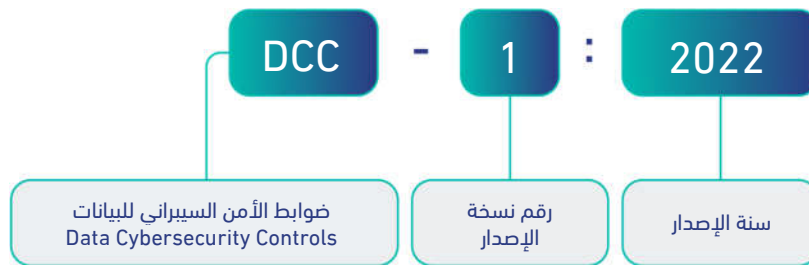 DCC - 1 : 2022
ضوابط الأمن السيبراني للبيانات
Data Cybersecurity Controls
رقم نسخة
الإصدار
سنة الإصدار